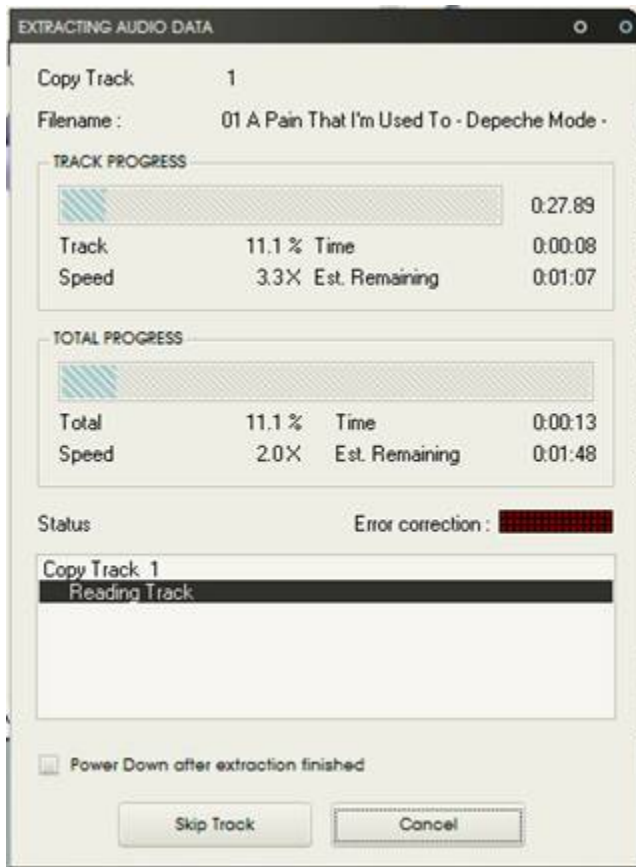 EXTRACTING AUDIO DATA
Copy Track 1
Filename : 01 A Pain That I'm Used To - Depeche Mode -
TRACK PROGRESS
0:27.89
Track 11.1 % Time 0:00:08
Speed 3.3X Est. Remaining 0:01:07
TOTAL PROGRESS
Total 11.1 % Time 0:00:13
Speed 2.0X Est. Remaining 0:01:48
Status Error correction :
Copy Track 1
Reading Track
Power Down after extraction finished
Skip Track Cancel